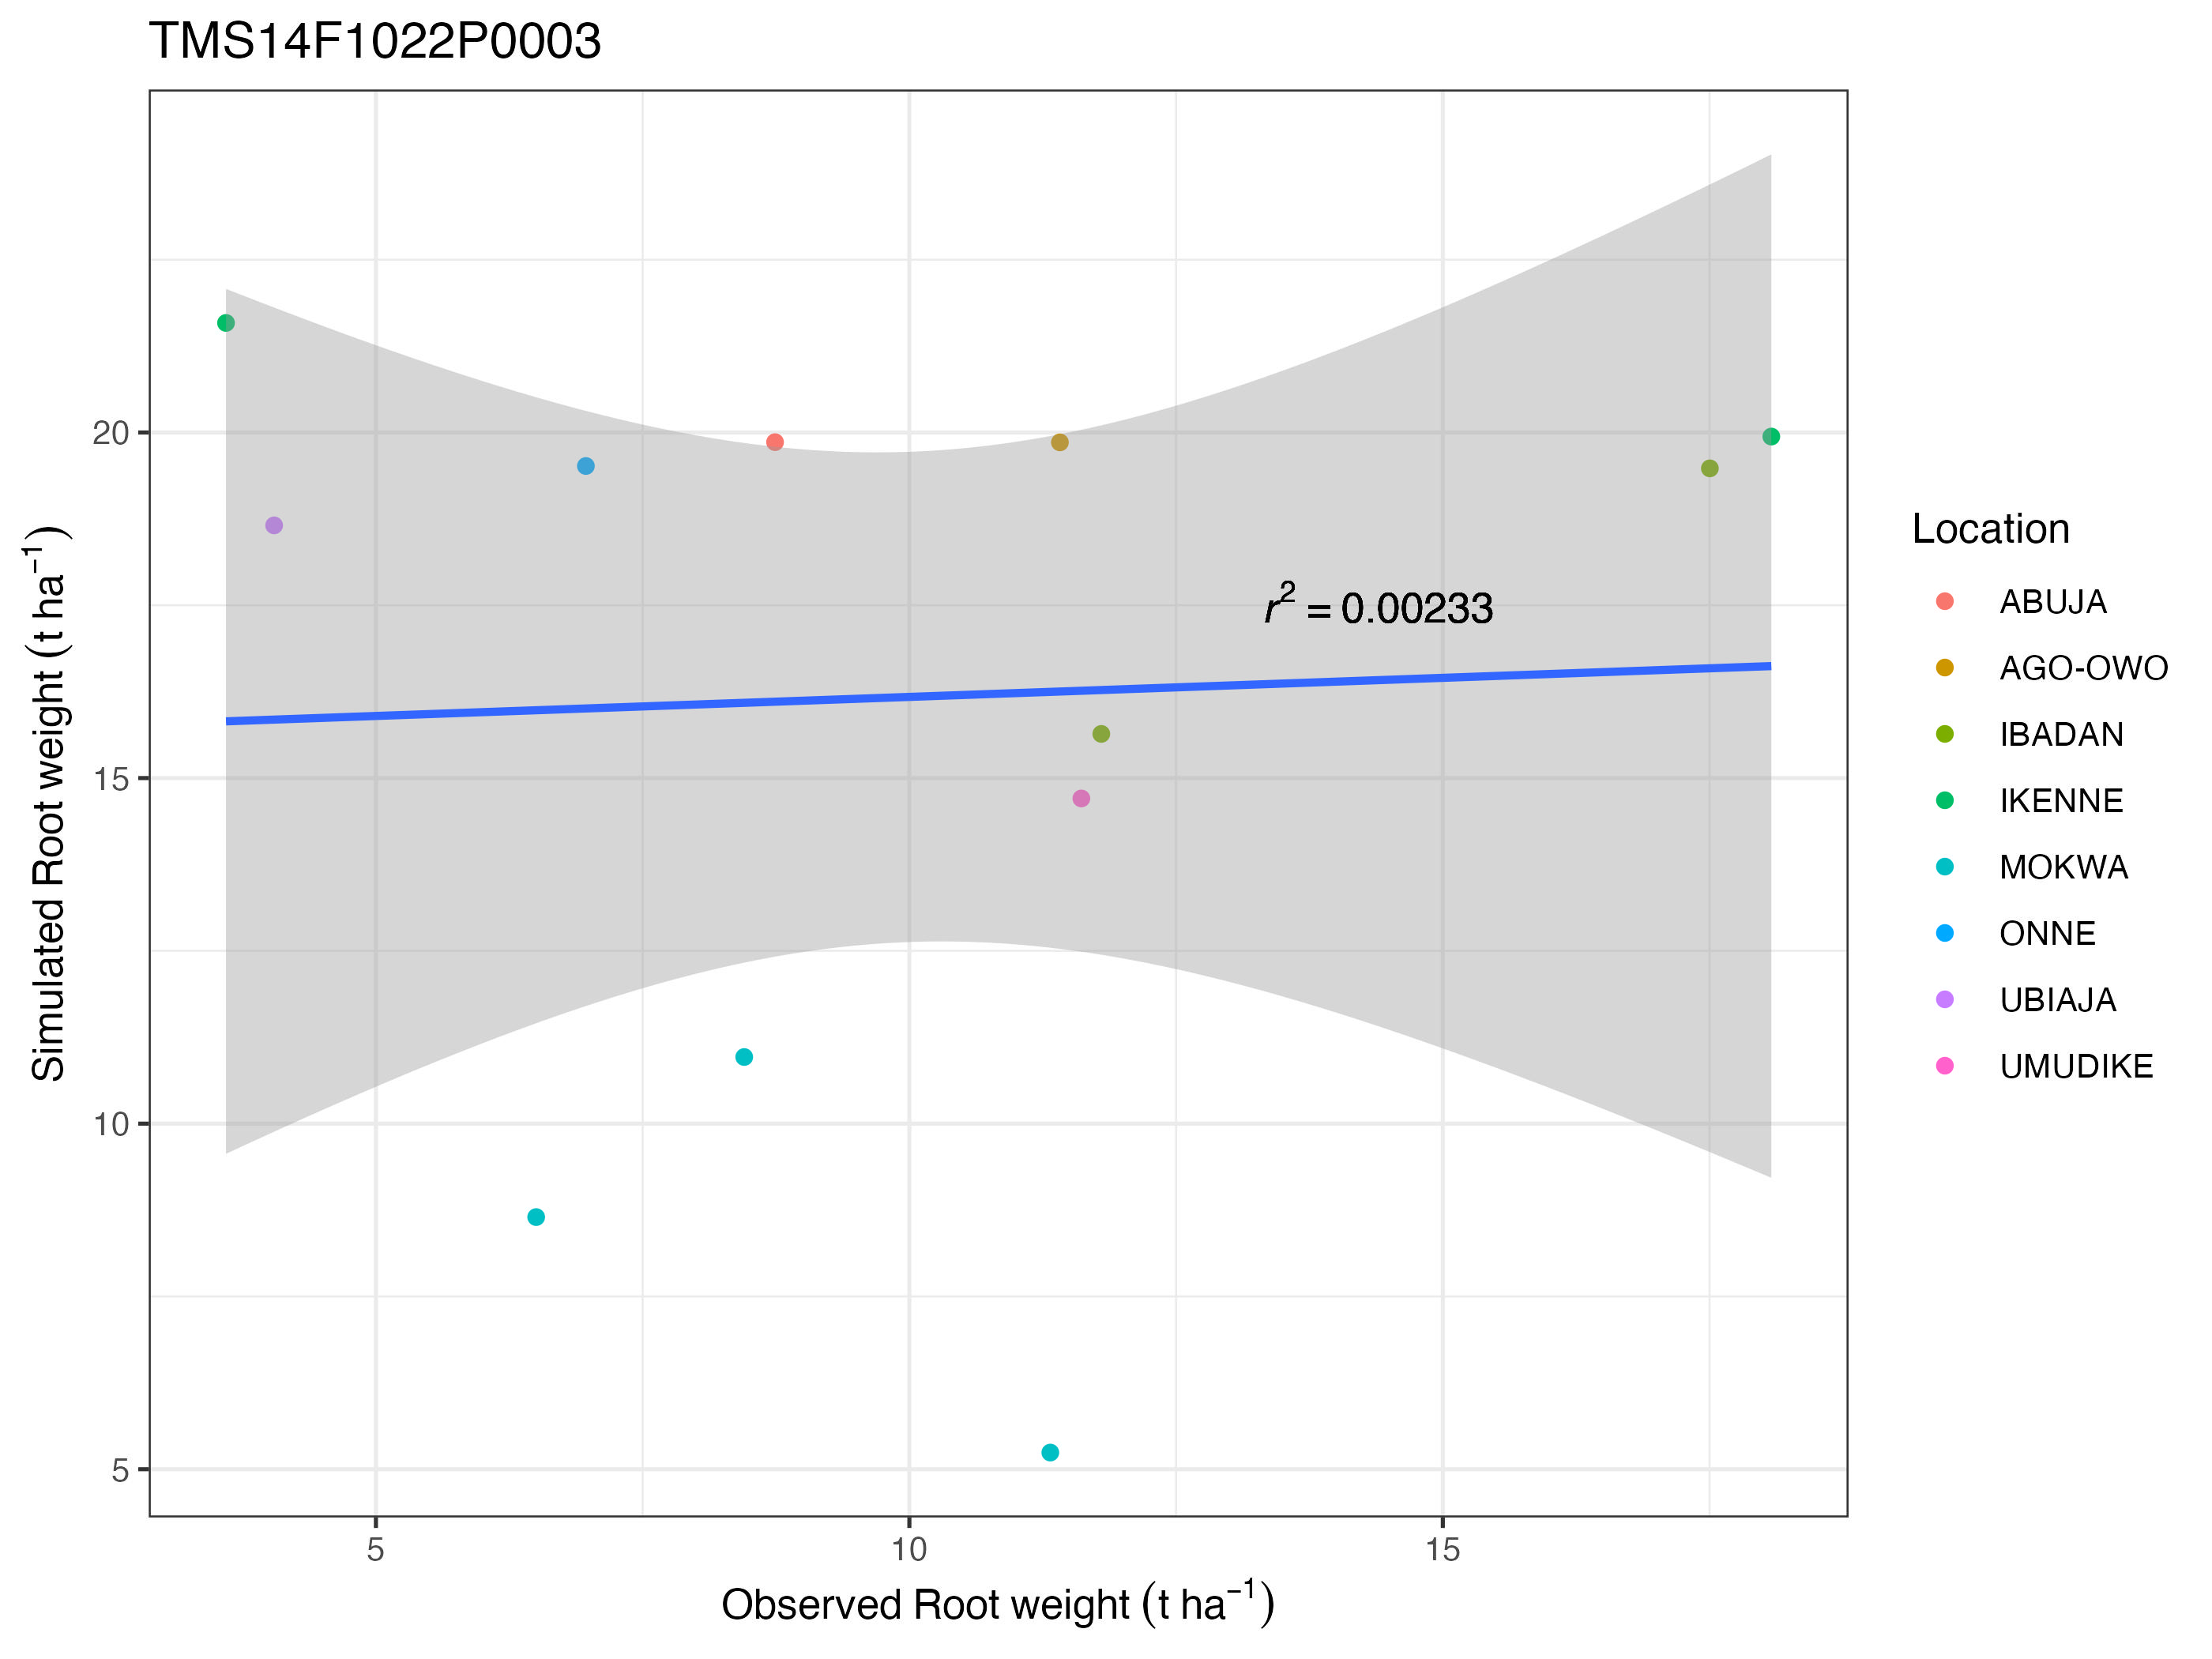 TMS14F1022P0003
Simulated Root weight (t ha⁻¹)
20
15
10
5
r² = 0.00233
5 10 15
Observed Root weight (t ha⁻¹)
Location
ABUJA
AGO-OWO
IBADAN
IKENNE
MOKWA
ONNE
UBIAJA
UMUDIKE